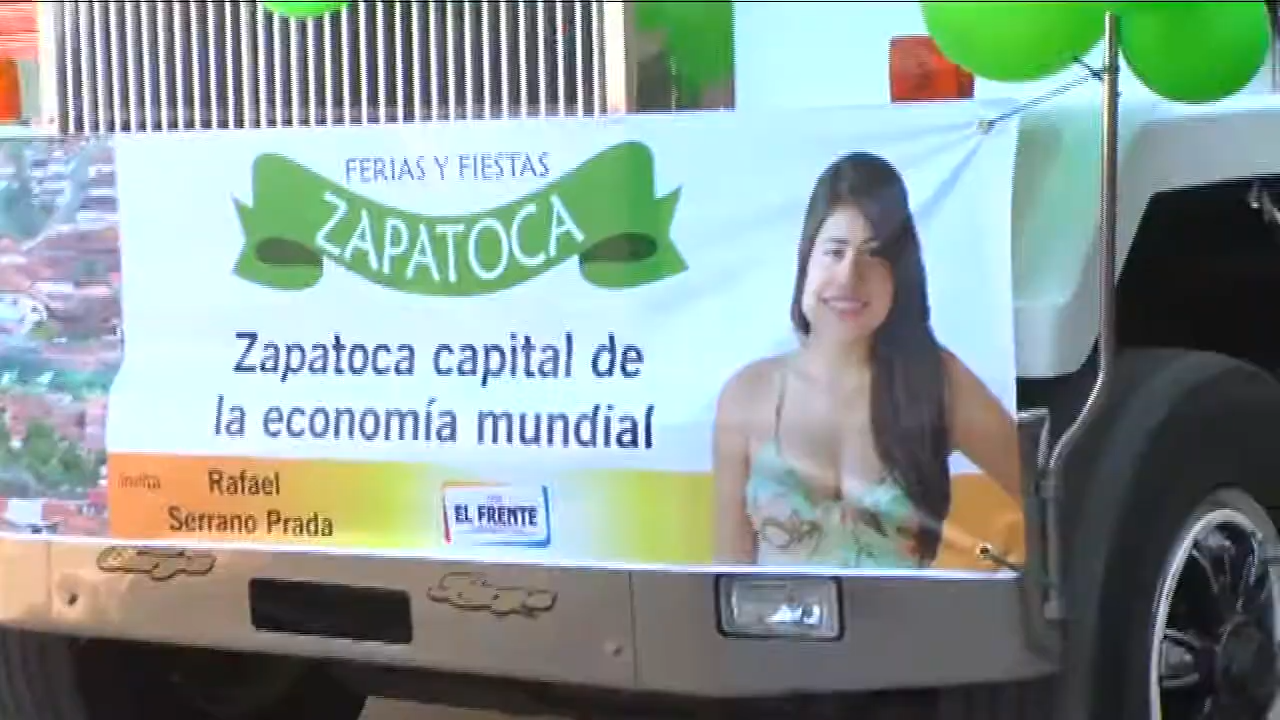 FERIAS Y FIESTAS
ZAPATOCA
Zapatoca capital de
la economía mundial
invita Rafael
Serrano Prada
EL FRENTE